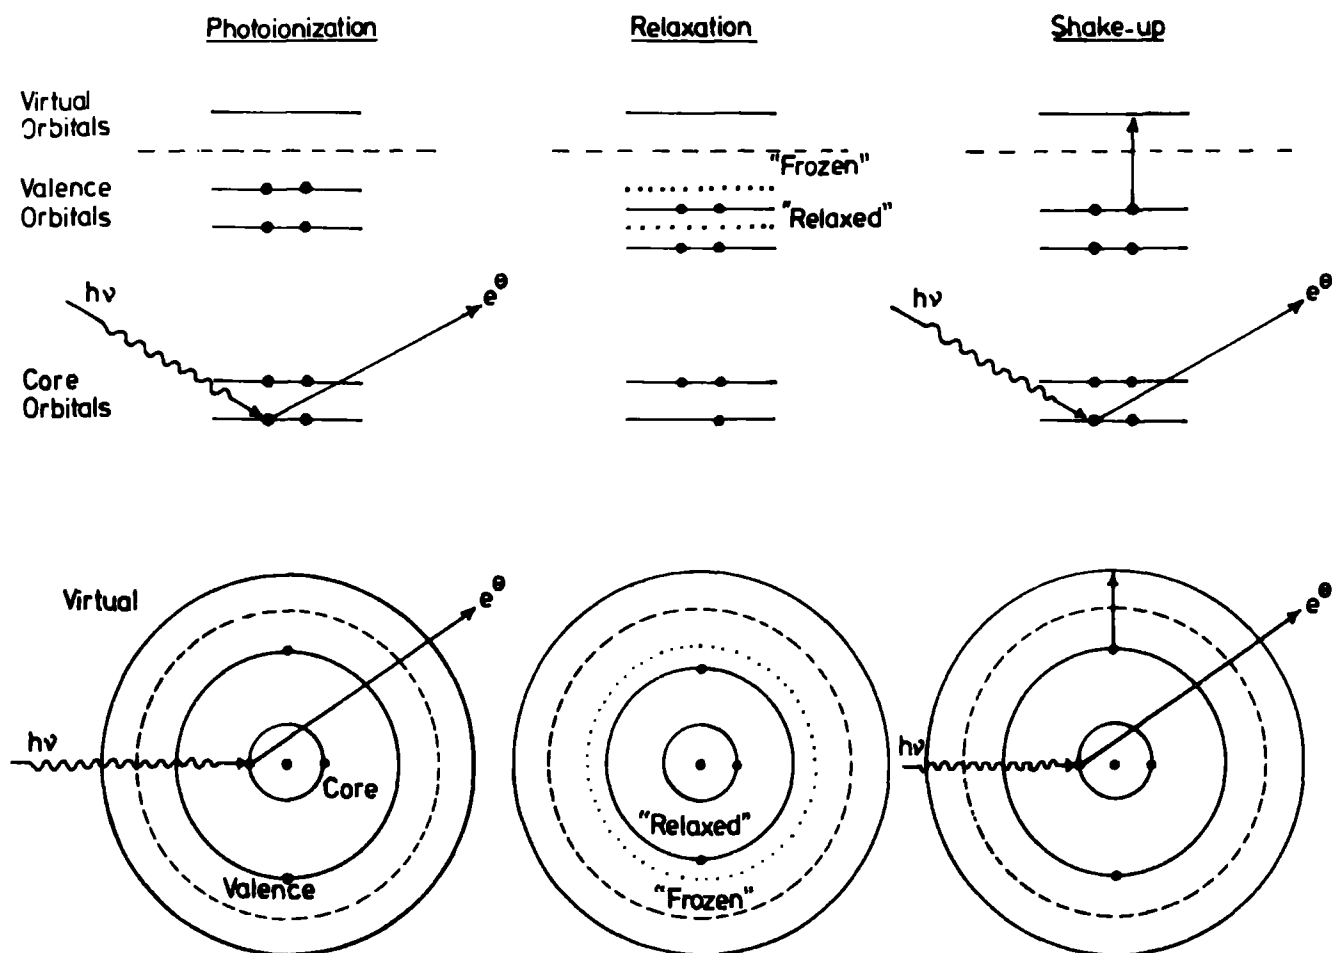 Photoionization
Relaxation
Shake-up
Virtual
Orbitals
"Frozen"
Valence
Orbitals
"Relaxed"
hν
e⊖
hν
e⊖
Core
Orbitals
Virtual
e⊖
e⊖
hν
hν
Core
"Relaxed"
Valence
"Frozen"